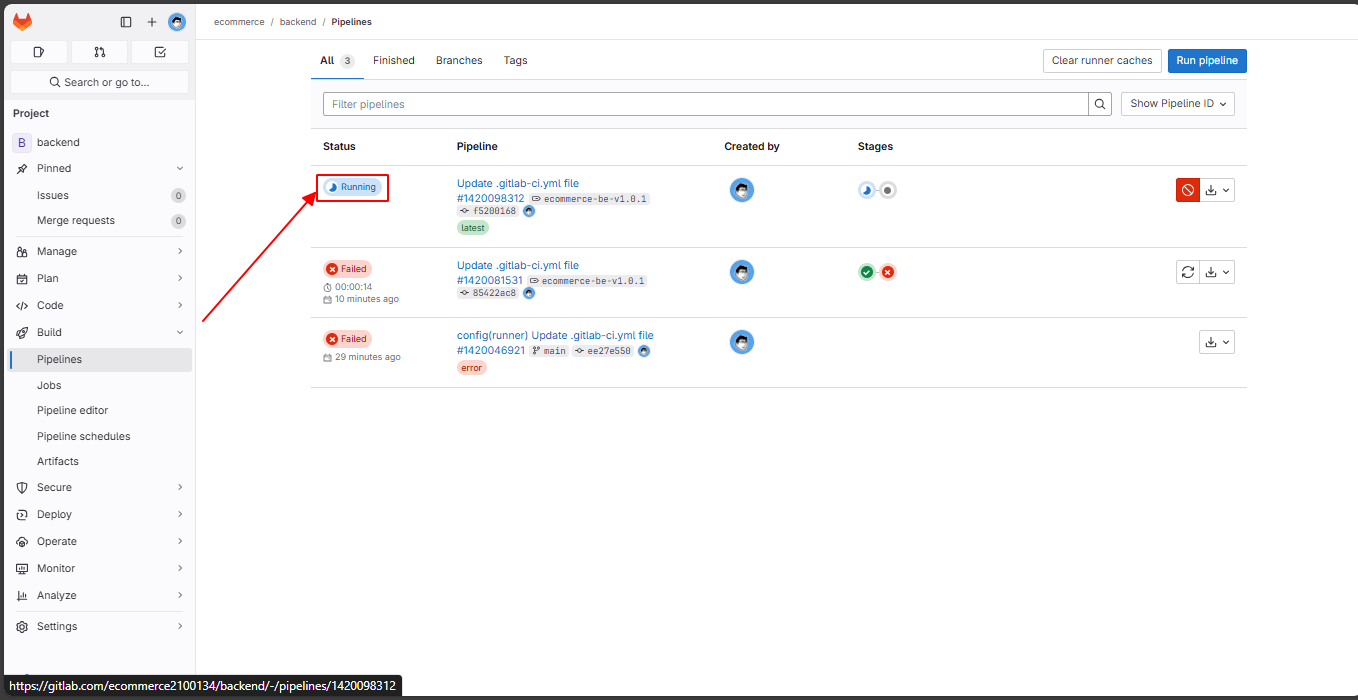 ecommerce / backend / Pipelines
All 3 Finished Branches Tags
Clear runner caches Run pipeline
Search or go to...
Filter pipelines
Show Pipeline ID
Project
B backend
Pinned
Issues 0
Merge requests 0
Manage
Plan
Code
Build
Pipelines
Jobs
Pipeline editor
Pipeline schedules
Artifacts
Secure
Deploy
Operate
Monitor
Analyze
Settings
Status Pipeline Created by Stages
Running
Update .gitlab-ci.yml file
#1420098312 ecommerce-be-v1.0.1
f5200168
latest
Failed
00:00:14
10 minutes ago
Update .gitlab-ci.yml file
#1420081531 ecommerce-be-v1.0.1
85422ac8
Failed
29 minutes ago
config(runner) Update .gitlab-ci.yml file
#1420046921 main ee27e550
error
https://gitlab.com/ecommerce2100134/backend/-/pipelines/1420098312